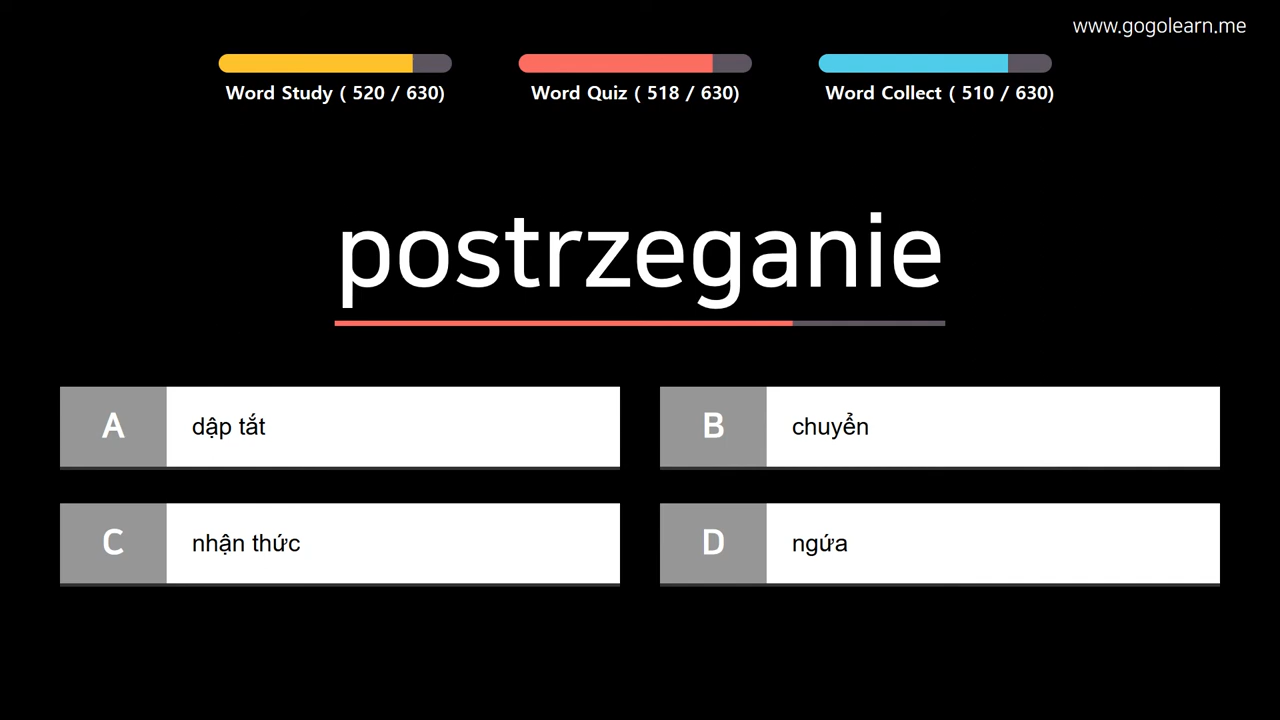 www.gogolearn.me
Word Study ( 520 / 630)
Word Quiz ( 518 / 630)
Word Collect ( 510 / 630)
postrzeganie
A dập tắt
B chuyển
C nhận thức
D ngứa